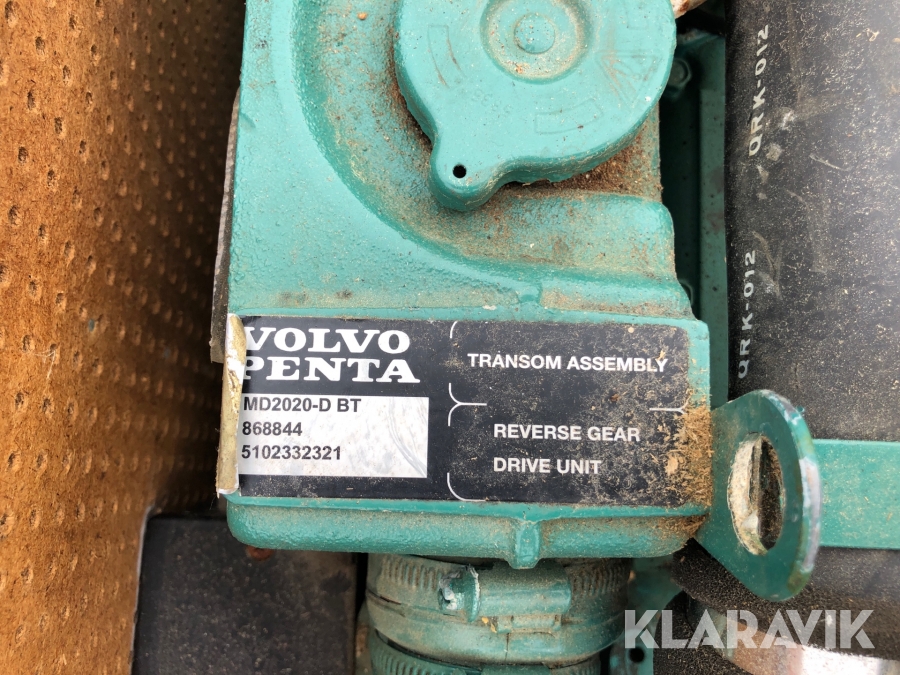 VOLVO
PENTA
MD2020-D BT
868844
5102332321
TRANSOM ASSEMBLY
REVERSE GEAR
DRIVE UNIT
QRK-012
QRK-012
KLARAVIK